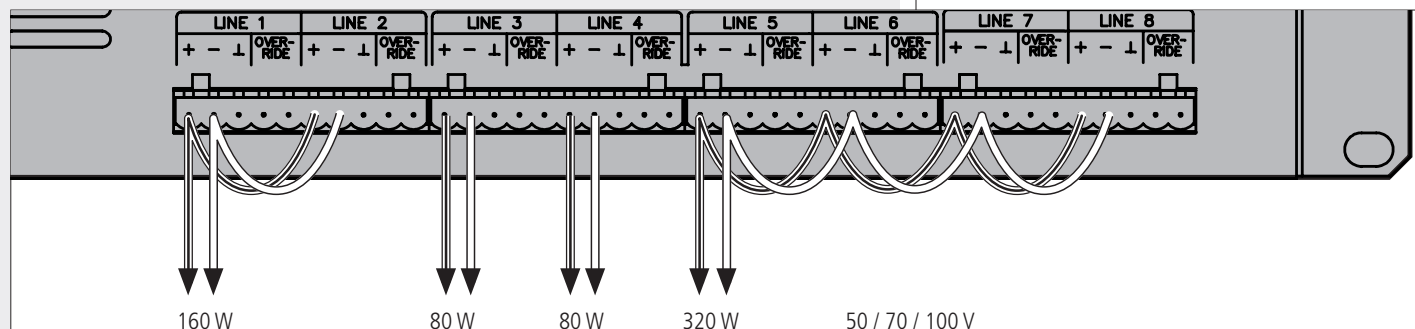 LINE 1 LINE 2 LINE 3 LINE 4 LINE 5 LINE 6 LINE 7 LINE 8
+ − ⊥ OVER-RIDE + − ⊥ OVER-RIDE + − ⊥ OVER-RIDE + − ⊥ OVER-RIDE + − ⊥ OVER-RIDE + − ⊥ OVER-RIDE + − ⊥ OVER-RIDE + − ⊥ OVER-RIDE
160 W 80 W 80 W 320 W 50 / 70 / 100 V